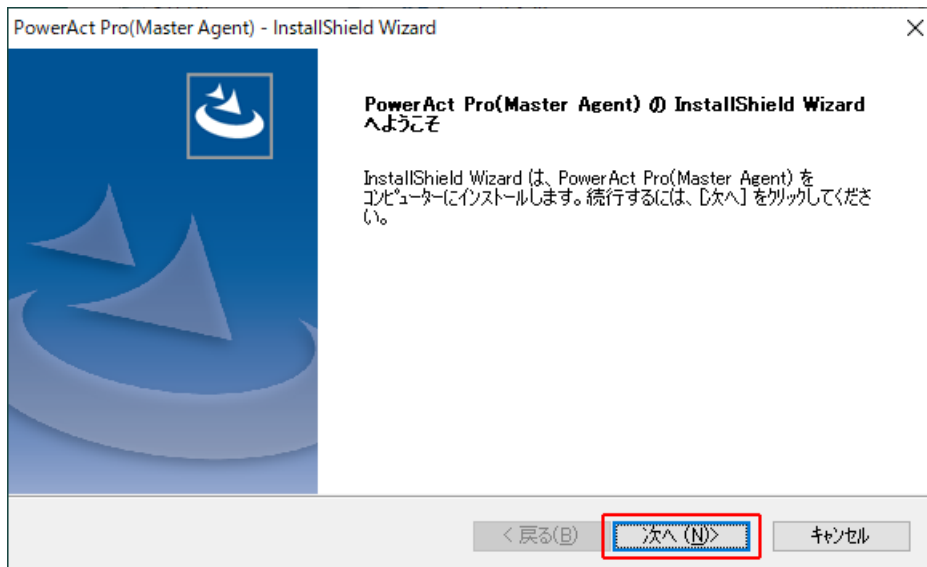 PowerAct Pro(Master Agent) - InstallShield Wizard
PowerAct Pro(Master Agent) の InstallShield Wizard
へようこそ
InstallShield Wizard は、PowerAct Pro(Master Agent) を
コンピューターにインストールします。続行するには、[次へ] をクリックしてくださ
い。
< 戻る(B)
次へ (N)>
キャンセル